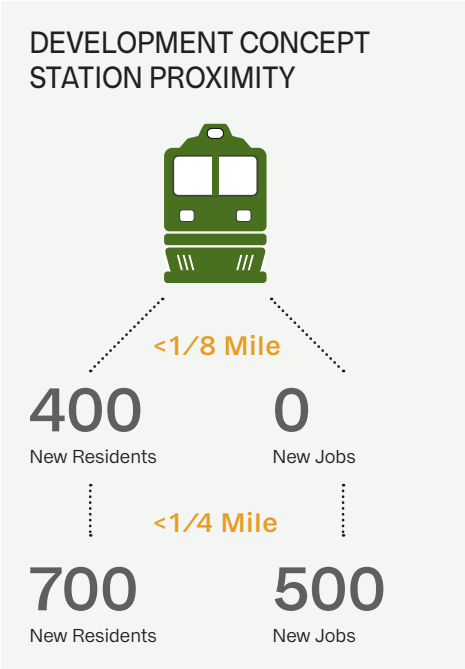 DEVELOPMENT CONCEPT
STATION PROXIMITY
<1/8 Mile
400
0
New Residents
New Jobs
<1/4 Mile
700
500
New Residents
New Jobs